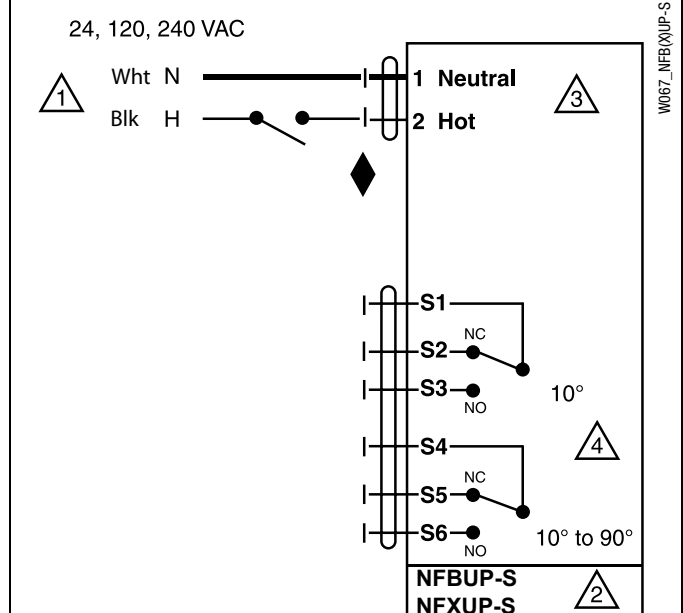 24, 120, 240 VAC
W067_NFB(X)UP-S
1
Wht N
1 Neutral
3
Blk H
2 Hot
S1
NC
S2
S3
NO
10°
S4
4
NC
S5
S6
NO
10° to 90°
NFBUP-S
2
NFXUP-S